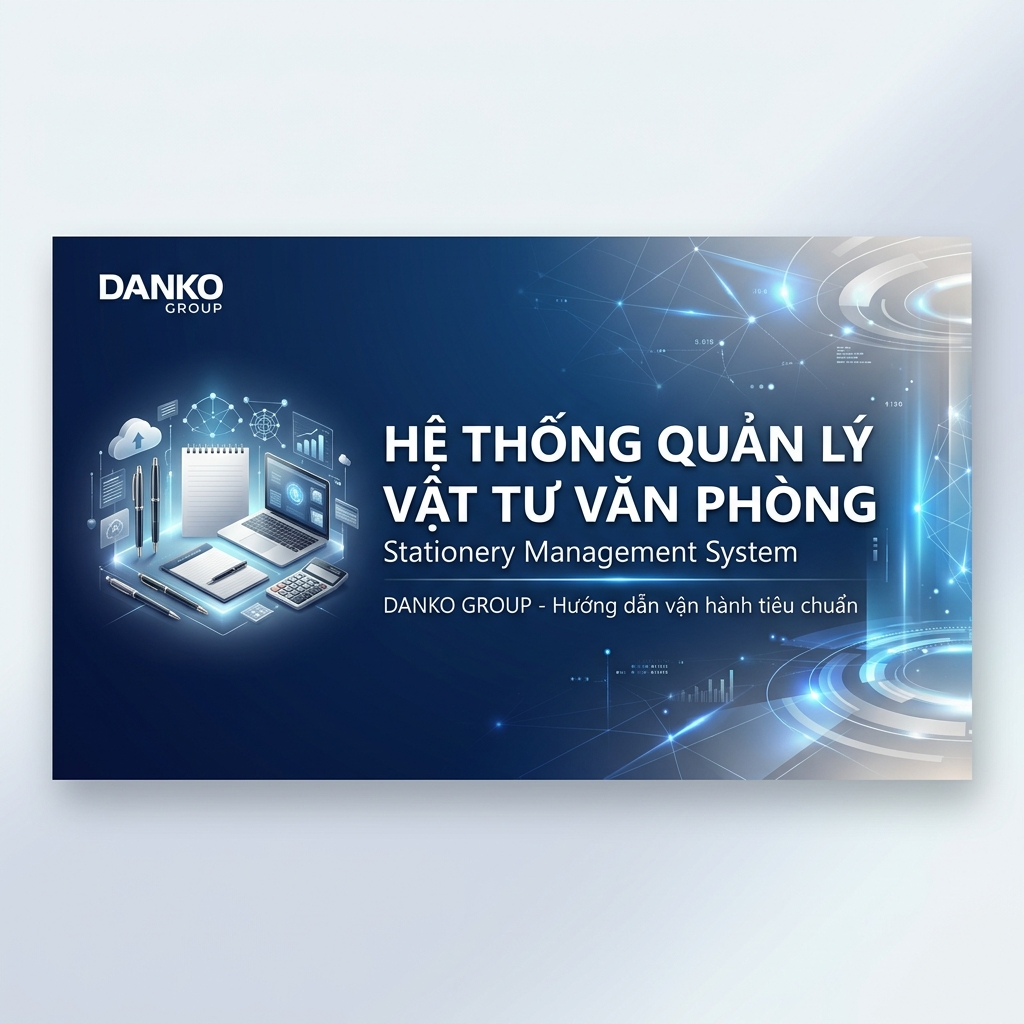 DANKO
GROUP
HỆ THỐNG QUẢN LÝ
VẬT TƯ VĂN PHÒNG
Stationery Management System
DANKO GROUP - Hướng dẫn vận hành tiêu chuẩn